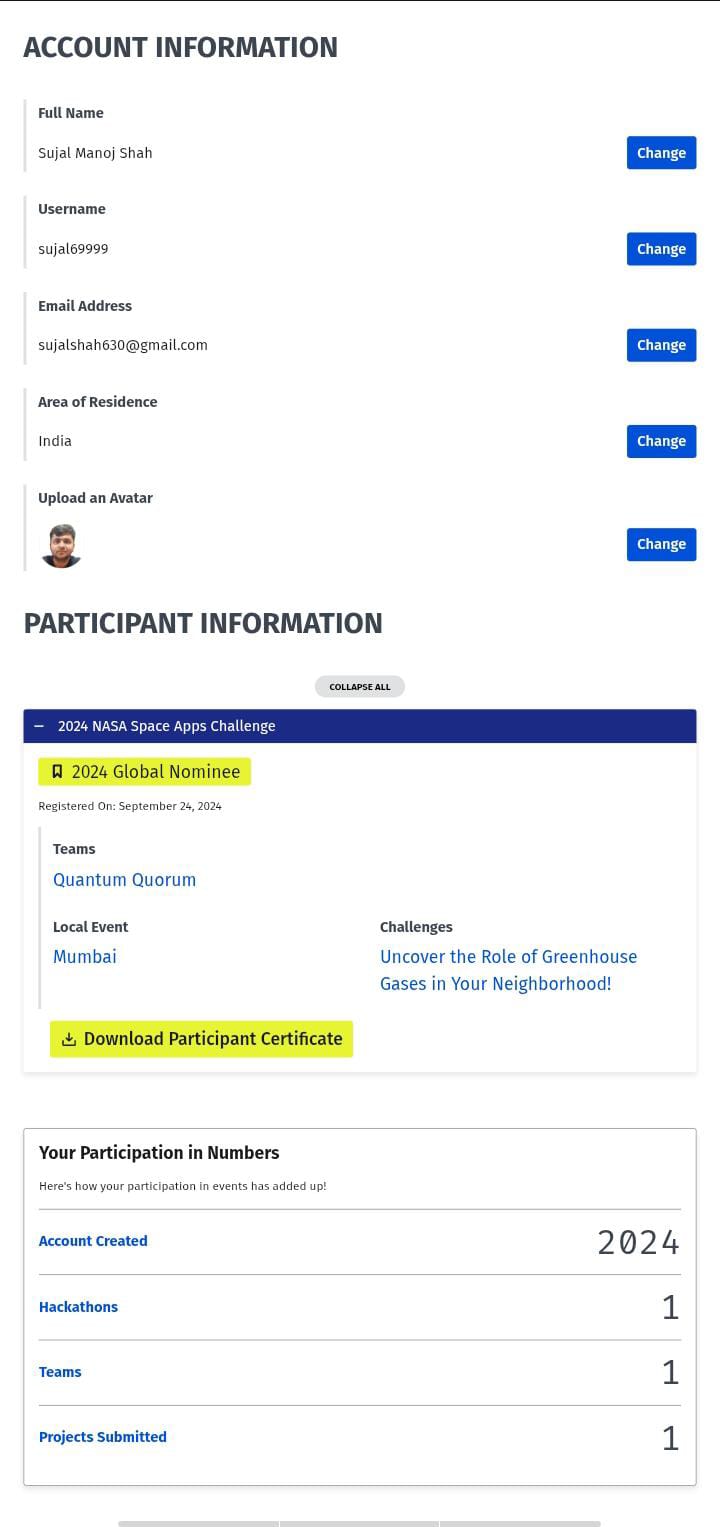 ACCOUNT INFORMATION
Full Name
Sujal Manoj Shah
Change
Username
sujal69999
Change
Email Address
sujalshah630@gmail.com
Change
Area of Residence
India
Change
Upload an Avatar
Change
PARTICIPANT INFORMATION
COLLAPSE ALL
− 2024 NASA Space Apps Challenge
2024 Global Nominee
Registered On: September 24, 2024
Teams
Quantum Quorum
Local Event
Mumbai
Challenges
Uncover the Role of Greenhouse
Gases in Your Neighborhood!
Download Participant Certificate
Your Participation in Numbers
Here's how your participation in events has added up!
Account Created 2024
Hackathons 1
Teams 1
Projects Submitted 1